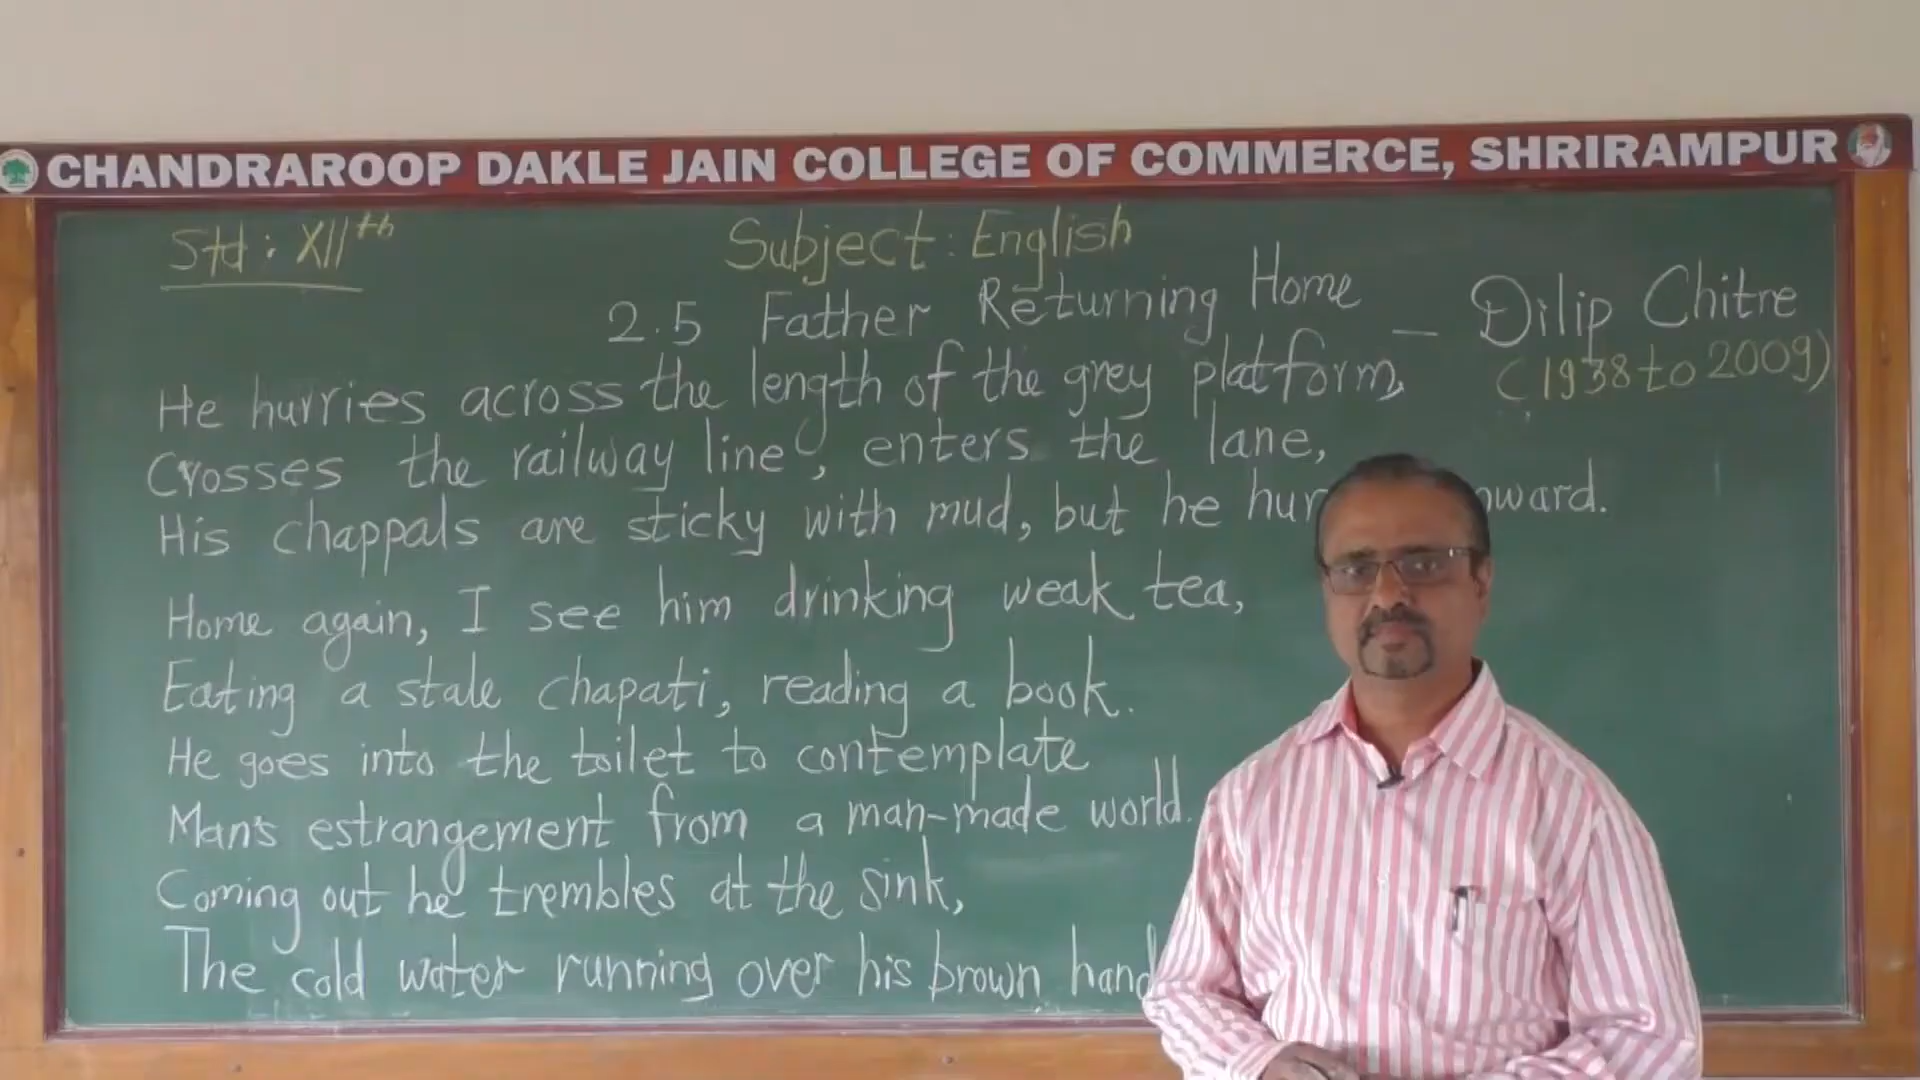 CHANDRAROOP DAKLE JAIN COLLEGE OF COMMERCE, SHRIRAMPUR
Std : XIIth
Subject : English
2.5 Father Returning Home – Dilip Chitre
(1938 to 2009)
He hurries across the length of the grey platform,
Crosses the railway line, enters the lane,
His chappals are sticky with mud, but he
Home again, I see him drinking weak tea,
Eating a stale chapati, reading a book.
He goes into the toilet to contemplate
Man's estrangement from a man-made world.
Coming out he trembles at the sink,
The cold water running over his brown